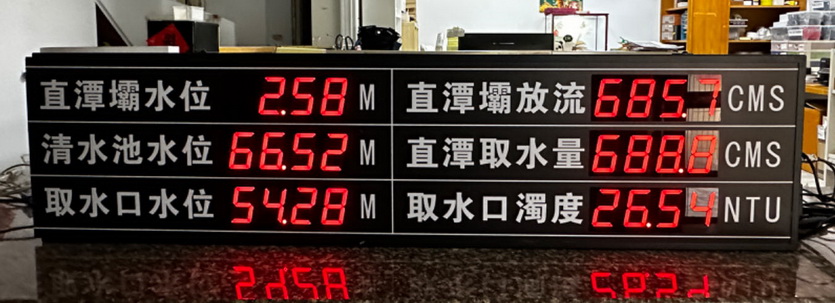 直潭壩水位 2.58 M 直潭壩放流 685.7 CMS
清水池水位 66.52 M 直潭取水量 688.8 CMS
取水口水位 54.28 M 取水口濁度 26.54 NTU